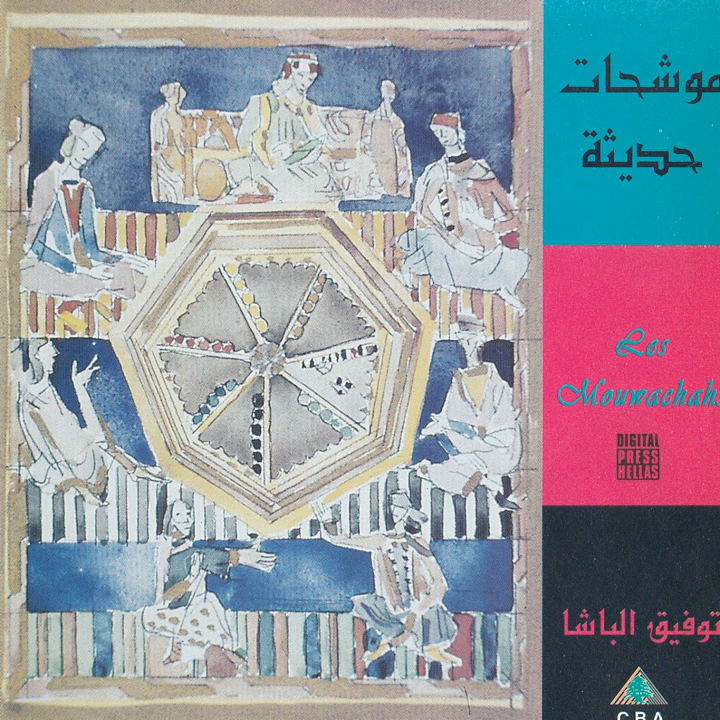 موشحات
حديثة
Los
Mouwachahs
DIGITAL
PRESS
HELLAS
توفيق الباشا
CBA